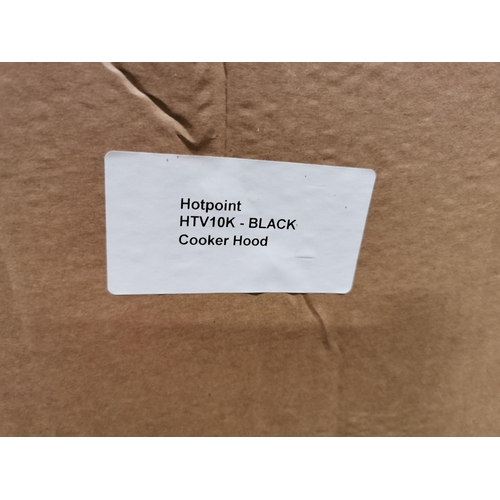 Hotpoint
HTV10K - BLACK
Cooker Hood